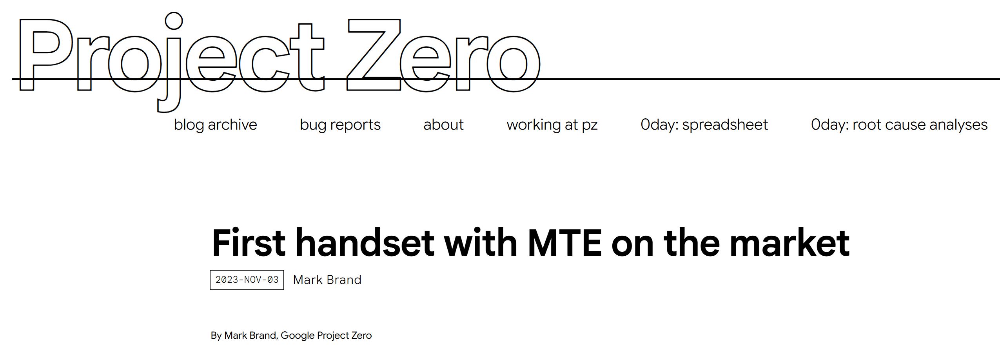 Project Zero
blog archive bug reports about working at pz 0day: spreadsheet 0day: root cause analyses
First handset with MTE on the market
2023-NOV-03 Mark Brand
By Mark Brand, Google Project Zero